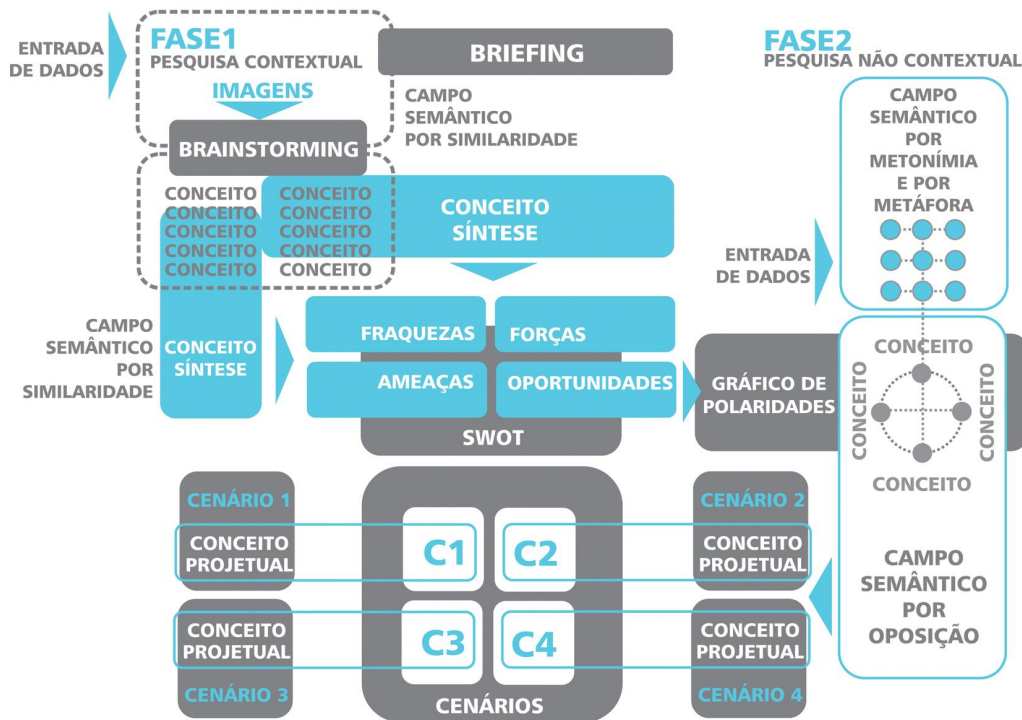 ENTRADA
DE DADOS
FASE1
PESQUISA CONTEXTUAL
IMAGENS
BRIEFING
CAMPO
SEMÂNTICO
POR SIMILARIDADE
BRAINSTORMING
CONCEITO CONCEITO
CONCEITO CONCEITO
CONCEITO CONCEITO
CONCEITO CONCEITO
CONCEITO CONCEITO
CONCEITO
SÍNTESE
CAMPO
SEMÂNTICO
POR
SIMILARIDADE
CONCEITO
SÍNTESE
FRAQUEZAS
FORÇAS
AMEAÇAS
OPORTUNIDADES
SWOT
FASE2
PESQUISA NÃO CONTEXTUAL
CAMPO
SEMÂNTICO
POR
METONÍMIA
E POR
METÁFORA
ENTRADA
DE DADOS
GRÁFICO DE
POLARIDADES
CONCEITO
CONCEITO
CONCEITO
CONCEITO
CAMPO
SEMÂNTICO
POR
OPOSIÇÃO
CENÁRIO 1
CONCEITO
PROJETUAL
C1
C2
CENÁRIO 2
CONCEITO
PROJETUAL
CONCEITO
PROJETUAL
CENÁRIO 3
C3
C4
CONCEITO
PROJETUAL
CENÁRIO 4
CENÁRIOS